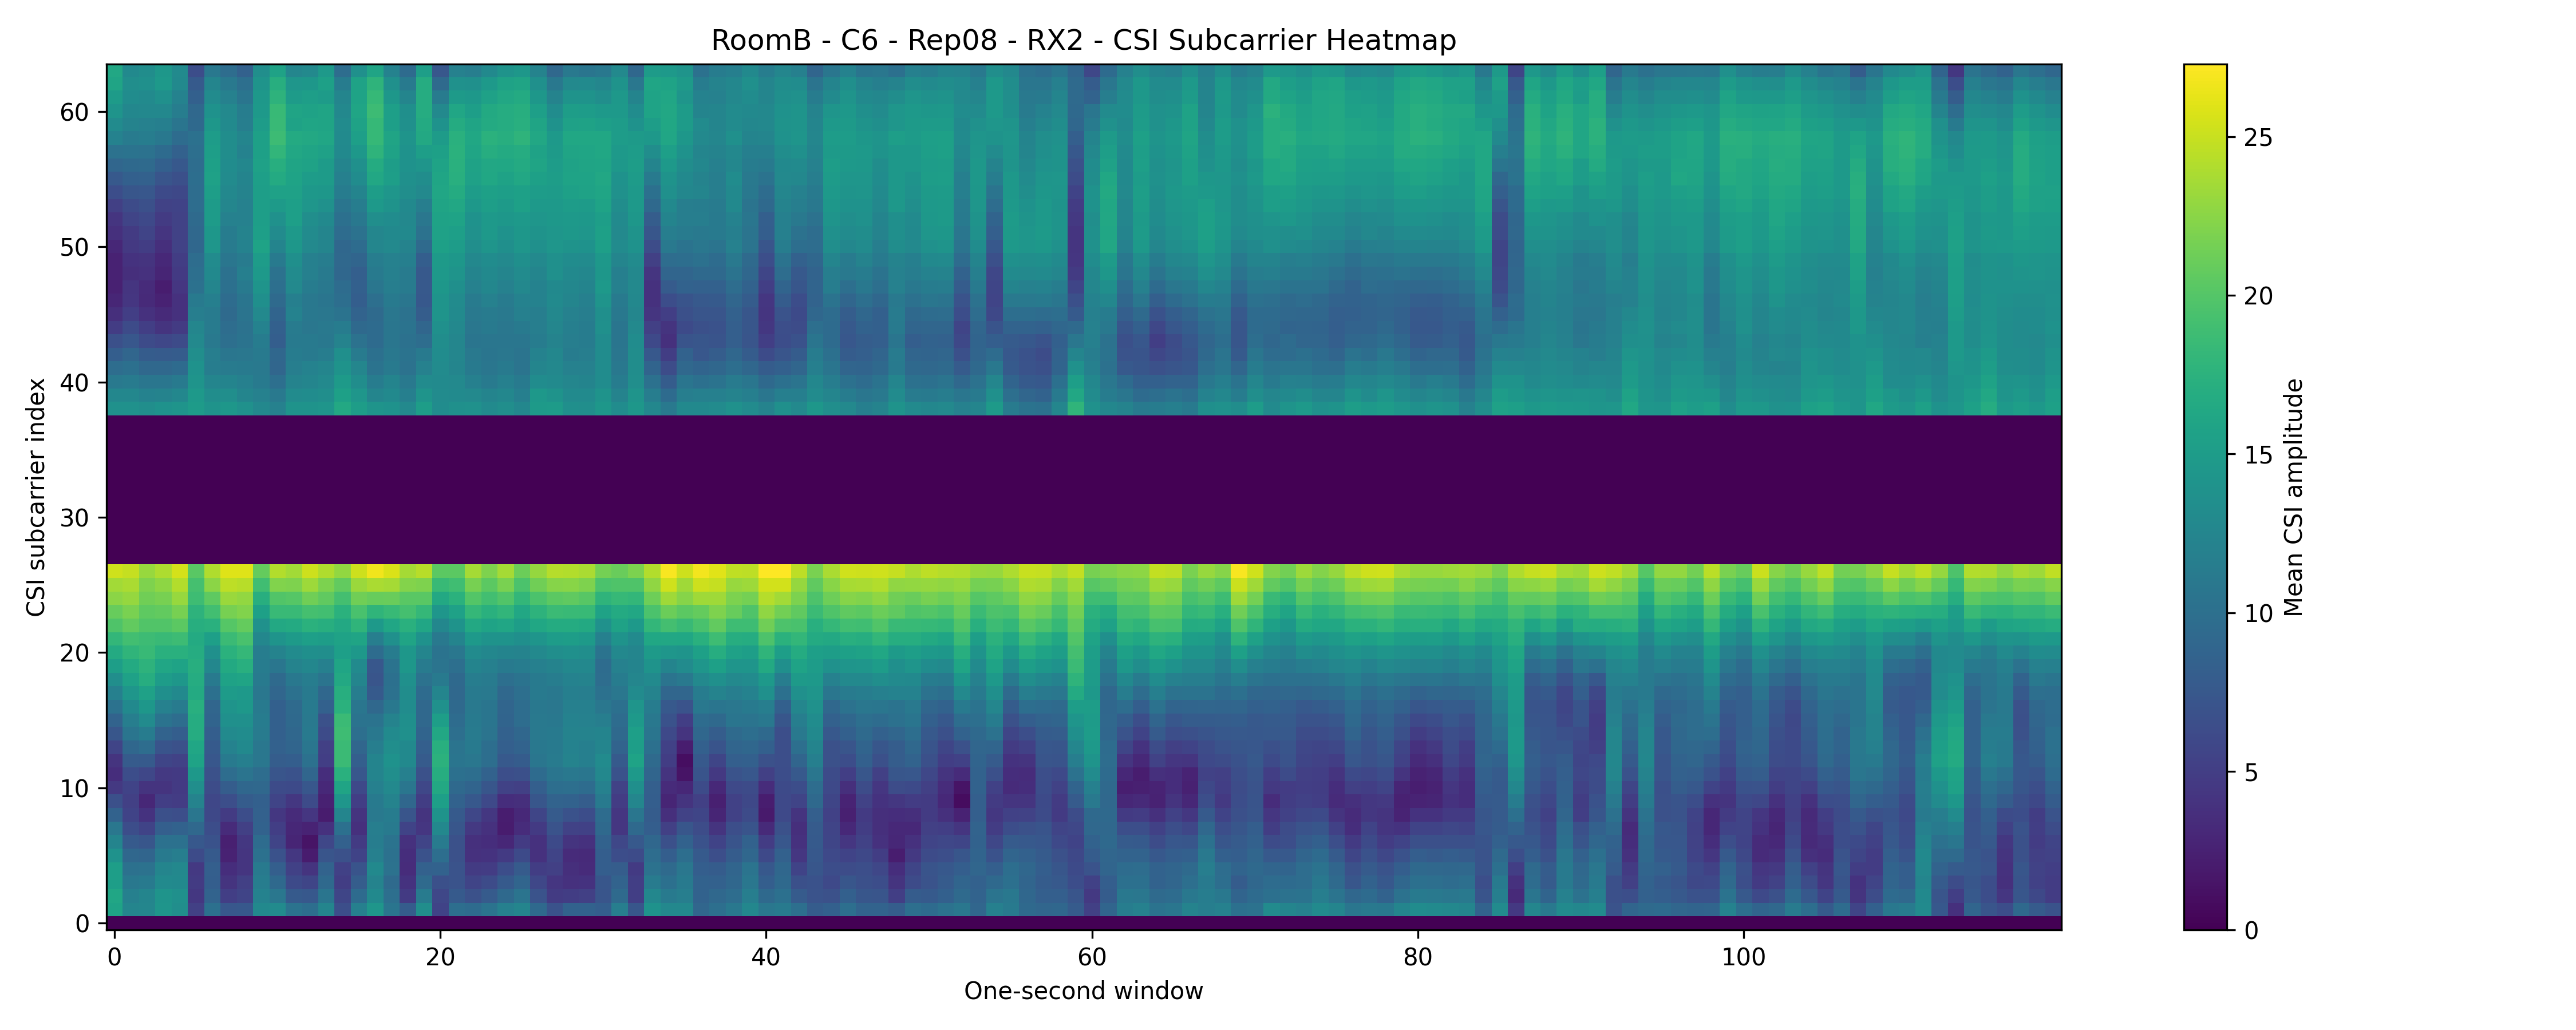 RoomB - C6 - Rep08 - RX2 - CSI Subcarrier Heatmap
CSI subcarrier index
60
50
40
30
20
10
0
0 20 40 60 80 100
One-second window
25
20
15
10
5
0
Mean CSI amplitude